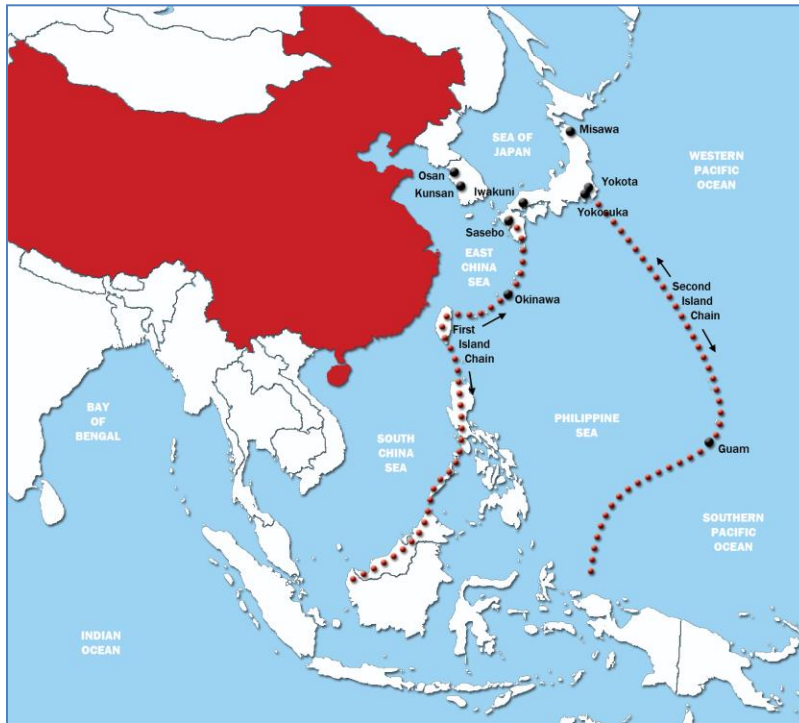 SEA OF
JAPAN
Misawa
WESTERN
PACIFIC
OCEAN
Osan
Kunsan
Iwakuni
Yokota
Yokosuka
Sasebo
EAST
CHINA
SEA
Okinawa
Second
Island
Chain
First
Island
Chain
BAY
OF
BENGAL
SOUTH
CHINA
SEA
PHILIPPINE
SEA
Guam
SOUTHERN
PACIFIC
OCEAN
INDIAN
OCEAN